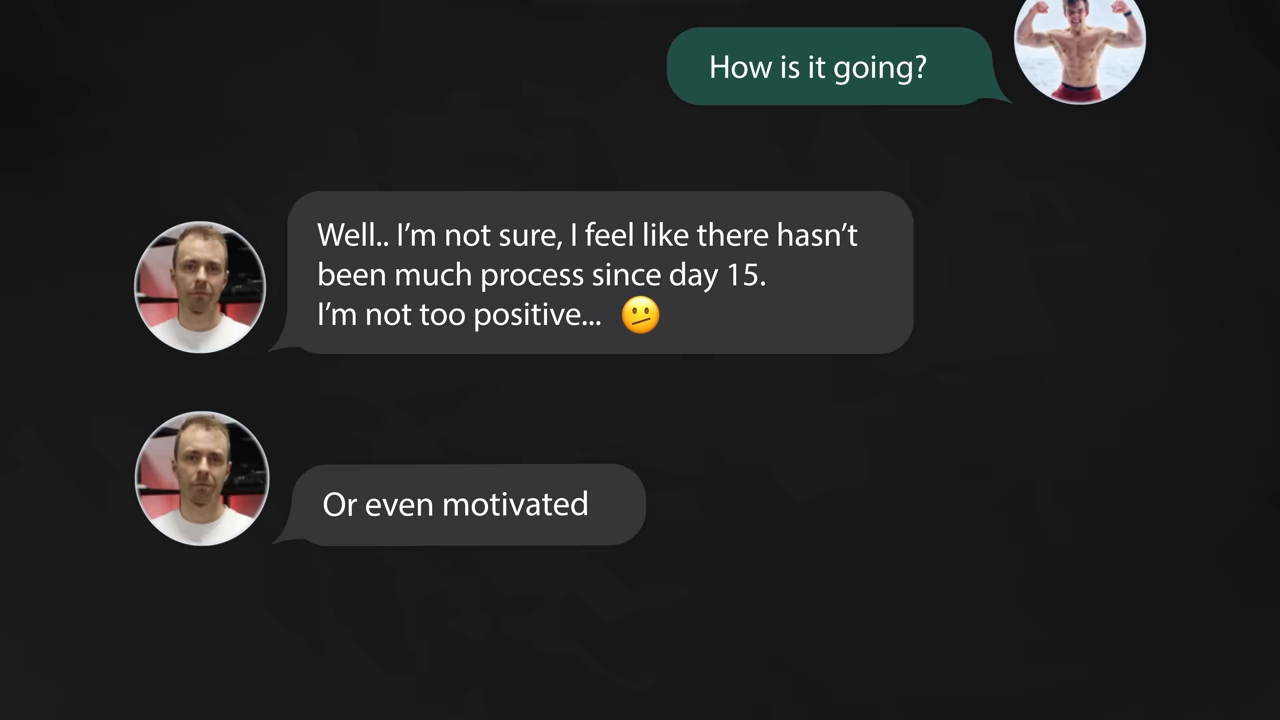 How is it going?
Well.. I’m not sure, I feel like there hasn’t
been much process since day 15.
I’m not too positive... 🫤
Or even motivated